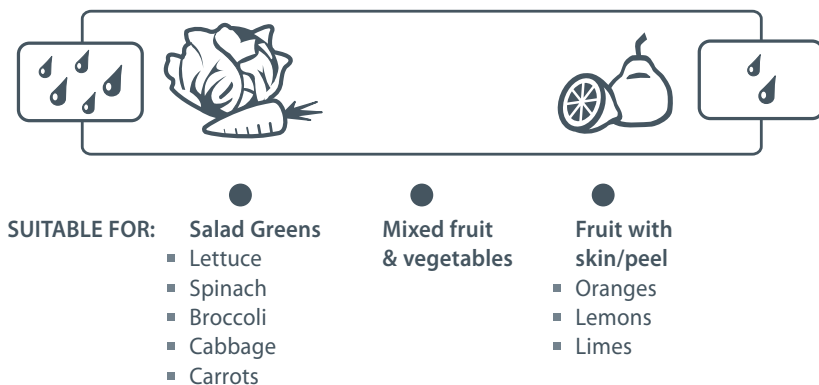 SUITABLE FOR:
Salad Greens
Lettuce
Spinach
Broccoli
Cabbage
Carrots
Mixed fruit
& vegetables
Fruit with
skin/peel
Oranges
Lemons
Limes